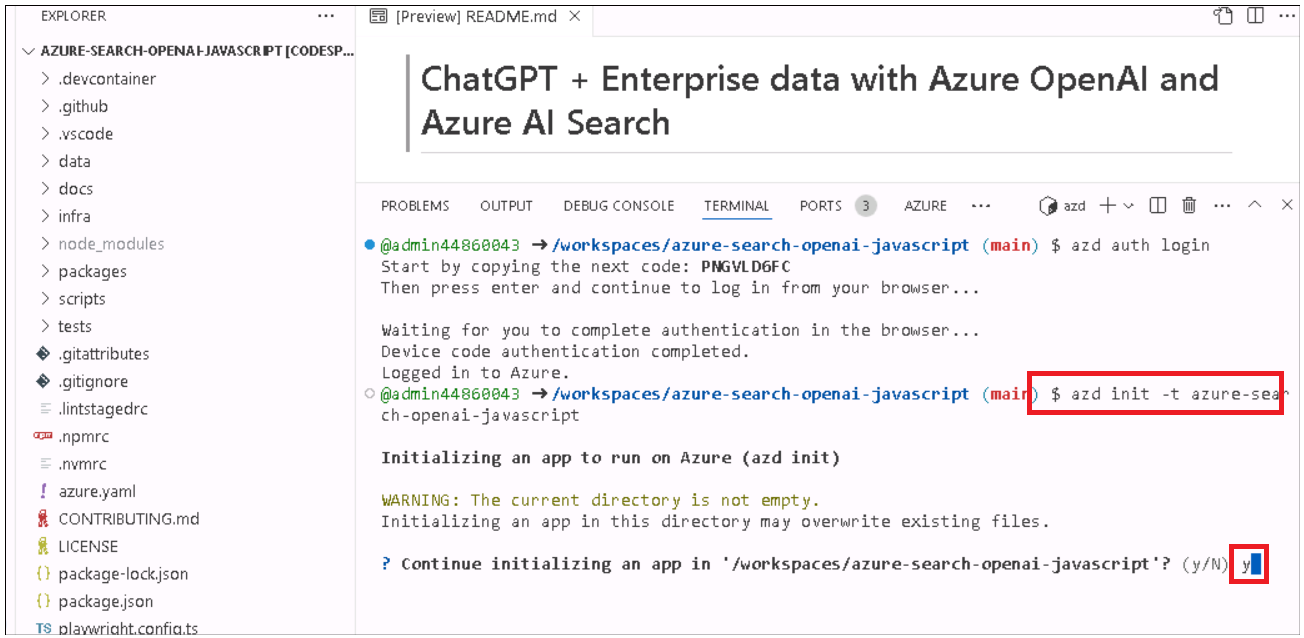 EXPLORER
AZURE-SEARCH-OPENAI-JAVASCRIPT [CODESP...
.devcontainer
.github
.vscode
data
docs
infra
node_modules
packages
scripts
tests
.gitattributes
.gitignore
.lintstagedrc
.npmrc
.nvmrc
azure.yaml
CONTRIBUTING.md
LICENSE
package-lock.json
package.json
TS playwright.config.ts
[Preview] README.md
ChatGPT + Enterprise data with Azure OpenAI and
Azure AI Search
PROBLEMS OUTPUT DEBUG CONSOLE TERMINAL PORTS 3 AZURE ... azd
@admin44860043 ➜ /workspaces/azure-search-openai-javascript (main) $ azd auth login
Start by copying the next code: PNGVLD6FC
Then press enter and continue to log in from your browser...
Waiting for you to complete authentication in the browser...
Device code authentication completed.
Logged in to Azure.
@admin44860043 ➜ /workspaces/azure-search-openai-javascript (main) $ azd init -t azure-sear
ch-openai-javascript
Initializing an app to run on Azure (azd init)
WARNING: The current directory is not empty.
Initializing an app in this directory may overwrite existing files.
? Continue initializing an app in '/workspaces/azure-search-openai-javascript'? (y/N) y